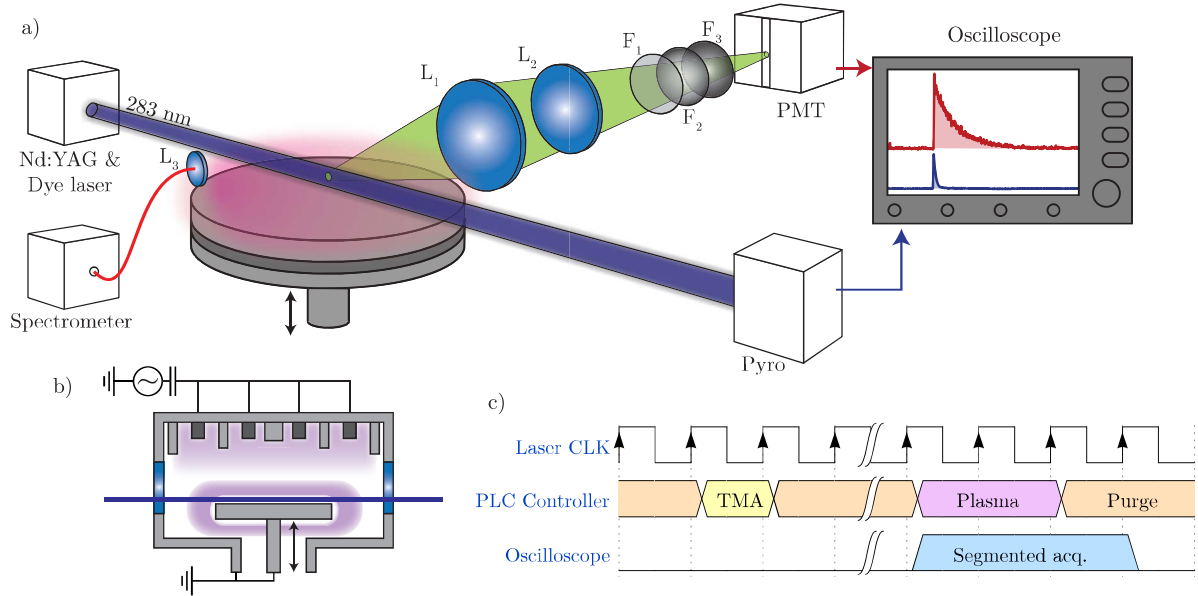 a)
Nd:YAG &
Dye laser
283 nm
L₃
Spectrometer
L₁
L₂
F₁
F₂
F₃
PMT
Oscilloscope
Pyro
b)
c)
Laser CLK
PLC Controller
TMA
Plasma
Purge
Oscilloscope
Segmented acq.